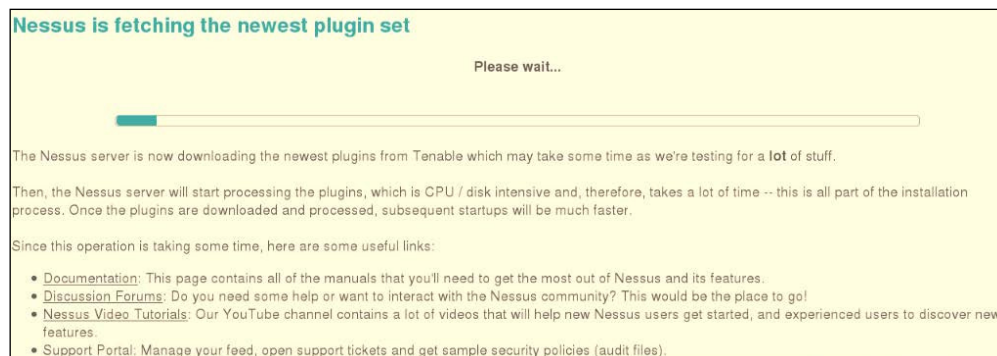 Nessus is fetching the newest plugin set
Please wait...
The Nessus server is now downloading the newest plugins from Tenable which may take some time as we're testing for a lot of stuff.
Then, the Nessus server will start processing the plugins, which is CPU / disk intensive and, therefore, takes a lot of time -- this is all part of the installation
process. Once the plugins are downloaded and processed, subsequent startups will be much faster.
Since this operation is taking some time, here are some useful links:
• Documentation: This page contains all of the manuals that you'll need to get the most out of Nessus and its features.
• Discussion Forums: Do you need some help or want to interact with the Nessus community? This would be the place to go!
• Nessus Video Tutorials: Our YouTube channel contains a lot of videos that will help new Nessus users get started, and experienced users to discover new
features.
• Support Portal: Manage your feed, open support tickets and get sample security policies (audit files).